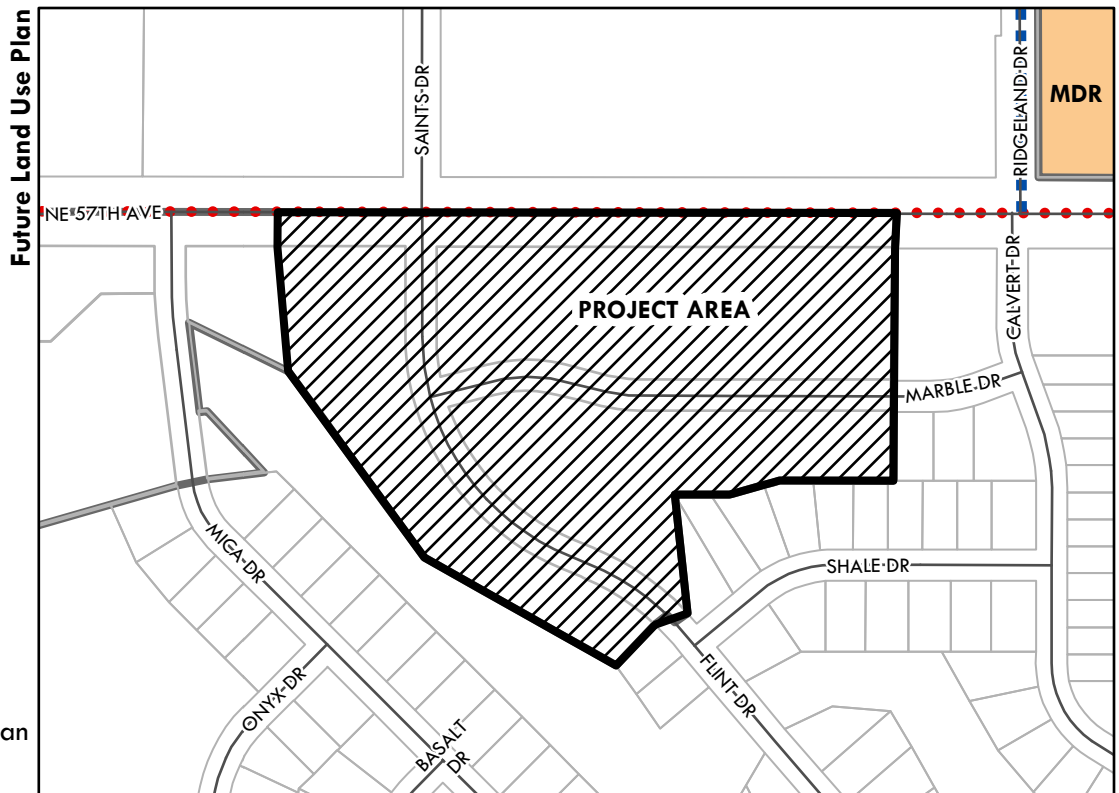 Future Land Use Plan
SAINTS DR
RIDGELAND DR
MDR
NE 57TH AVE
CALVERT DR
PROJECT AREA
MARBLE DR
MICA DR
SHALE DR
FLINT DR
ONYX DR
BASALT
DR
an